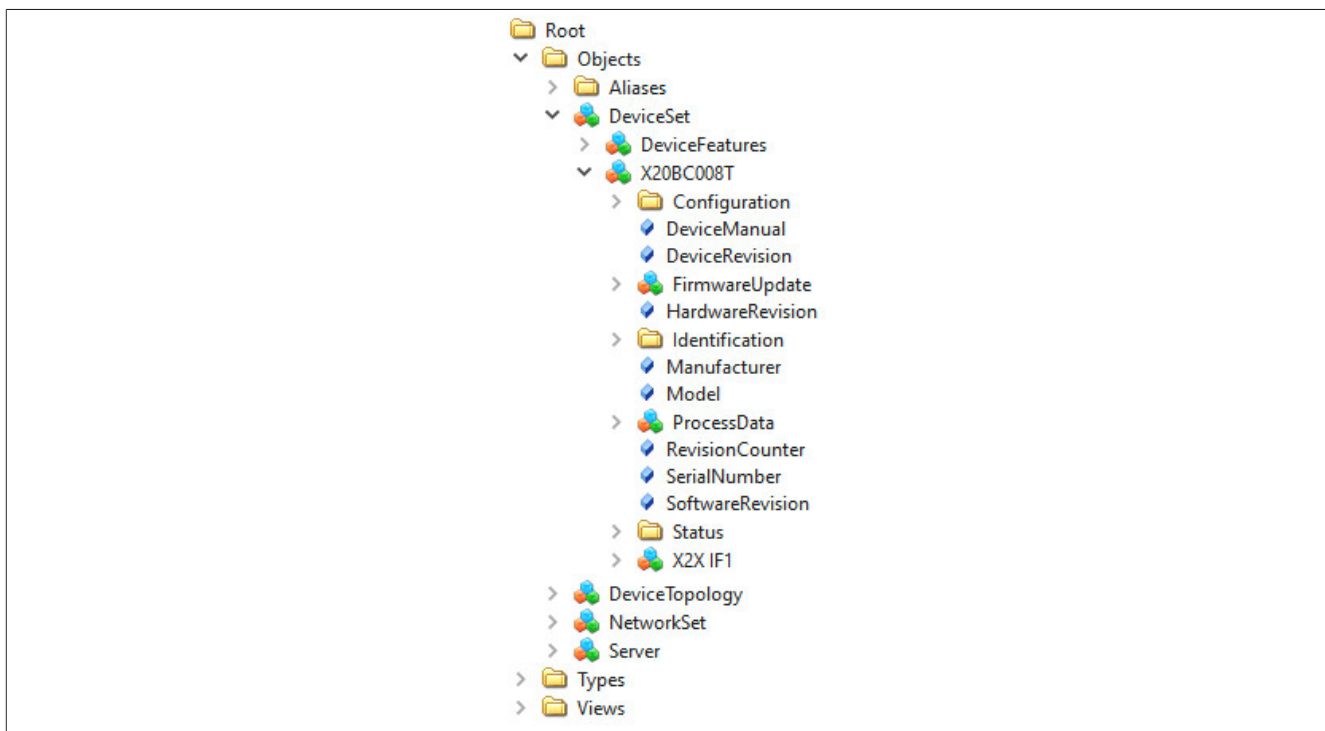 Root
Objects
Aliases
DeviceSet
DeviceFeatures
X20BC008T
Configuration
DeviceManual
DeviceRevision
FirmwareUpdate
HardwareRevision
Identification
Manufacturer
Model
ProcessData
RevisionCounter
SerialNumber
SoftwareRevision
Status
X2X IF1
DeviceTopology
NetworkSet
Server
Types
Views